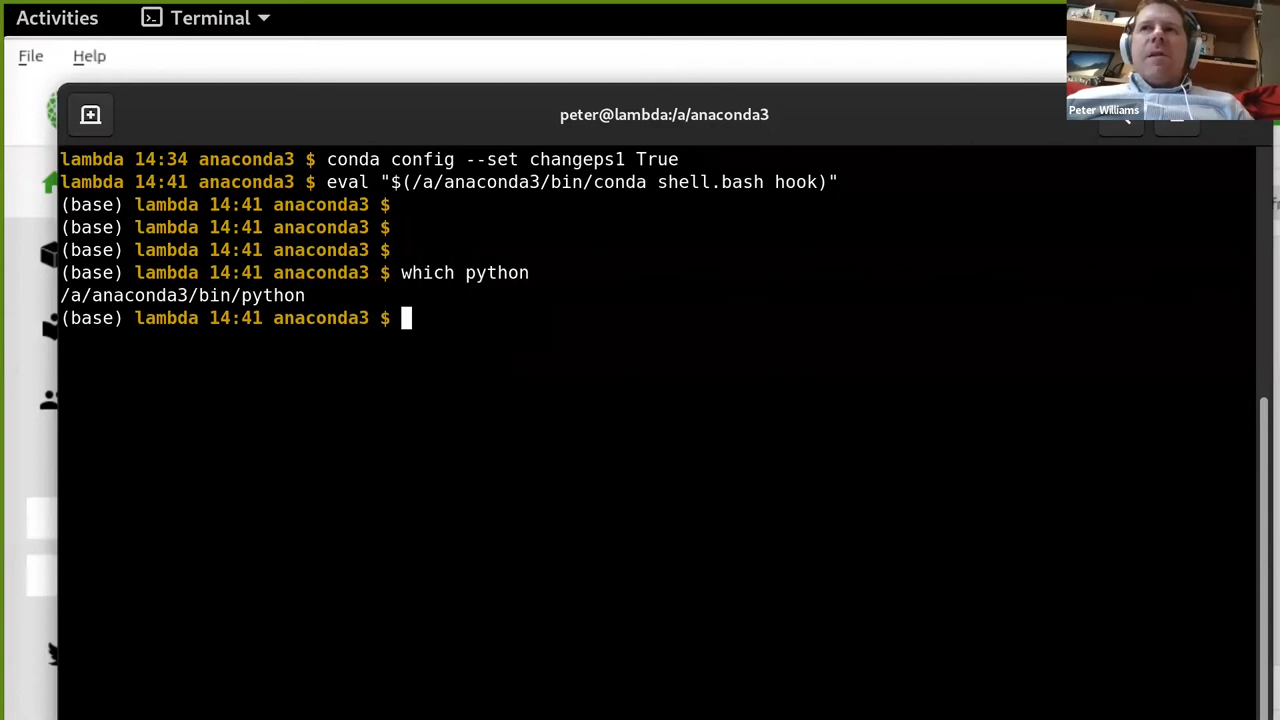 Activities
Terminal
File
Help
Peter Williams
peter@lambda:/a/anaconda3
lambda 14:34 anaconda3 $ conda config --set changeps1 True
lambda 14:41 anaconda3 $ eval "$(/a/anaconda3/bin/conda shell.bash hook)"
(base) lambda 14:41 anaconda3 $
(base) lambda 14:41 anaconda3 $
(base) lambda 14:41 anaconda3 $
(base) lambda 14:41 anaconda3 $ which python
/a/anaconda3/bin/python
(base) lambda 14:41 anaconda3 $